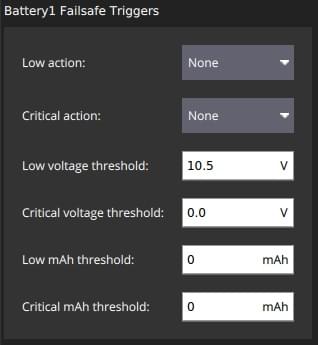 Battery1 Failsafe Triggers
Low action: None
Critical action: None
Low voltage threshold: 10.5 V
Critical voltage threshold: 0.0 V
Low mAh threshold: 0 mAh
Critical mAh threshold: 0 mAh